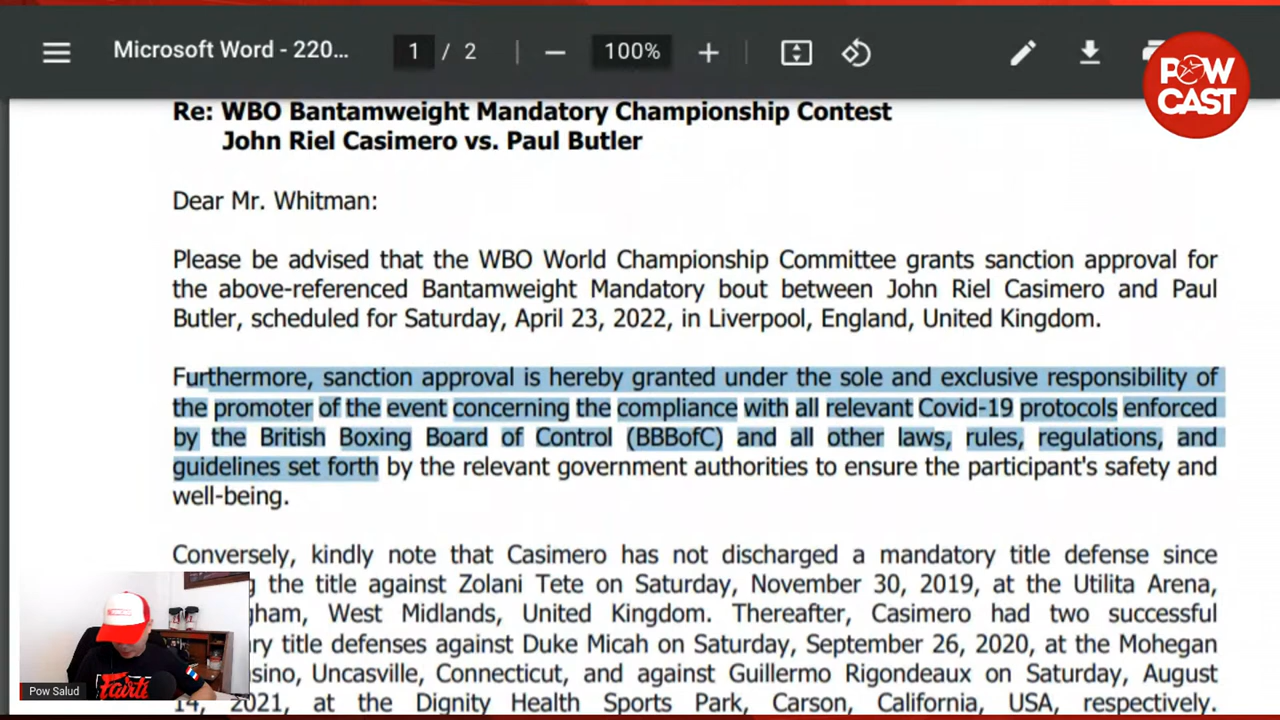 Microsoft Word - 220...
1 / 2
100%
POW
CAST
Re: WBO Bantamweight Mandatory Championship Contest
John Riel Casimero vs. Paul Butler
Dear Mr. Whitman:
Please be advised that the WBO World Championship Committee grants sanction approval for
the above-referenced Bantamweight Mandatory bout between John Riel Casimero and Paul
Butler, scheduled for Saturday, April 23, 2022, in Liverpool, England, United Kingdom.
Furthermore, sanction approval is hereby granted under the sole and exclusive responsibility of
the promoter of the event concerning the compliance with all relevant Covid-19 protocols enforced
by the British Boxing Board of Control (BBBofC) and all other laws, rules, regulations, and
guidelines set forth by the relevant government authorities to ensure the participant's safety and
well-being.
Conversely, kindly note that Casimero has not discharged a mandatory title defense since
the title against Zolani Tete on Saturday, November 30, 2019, at the Utilita Arena,
West Midlands, United Kingdom. Thereafter, Casimero had two successful
title defenses against Duke Micah on Saturday, September 26, 2020, at the Mohegan
Uncasville, Connecticut, and against Guillermo Rigondeaux on Saturday, August
14, 2021, at the Dignity Health Sports Park, Carson, California, USA, respectively.
Pow Salud
Fairtex